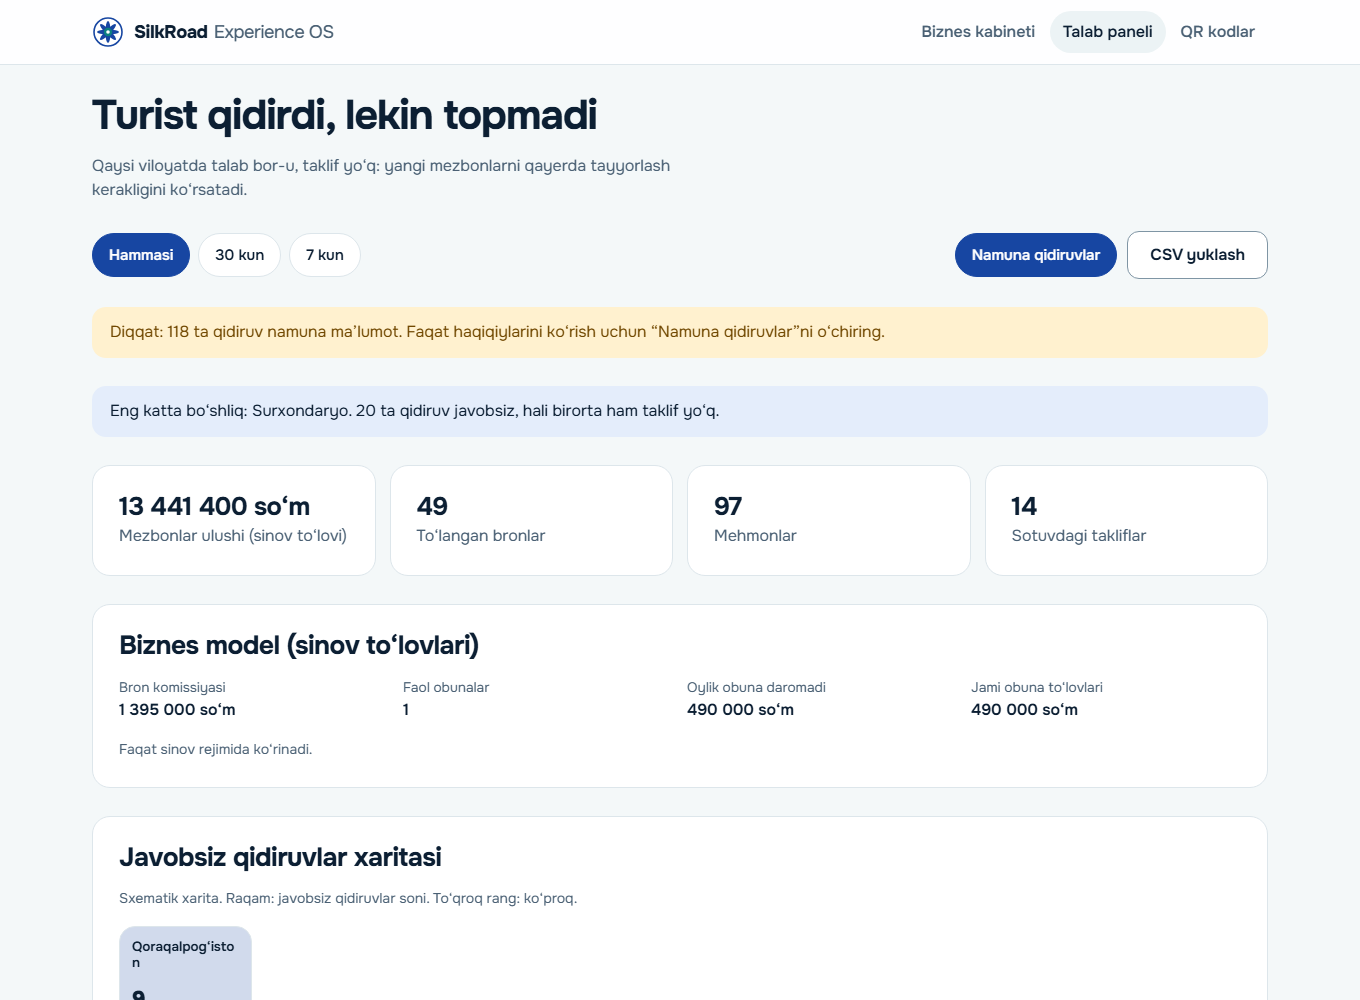 SilkRoad Experience OS
Biznes kabineti
Talab paneli
QR kodlar
Turist qidirdi, lekin topmadi
Qaysi viloyatda talab bor-u, taklif yo‘q: yangi mezbonlarni qayerda tayyorlash
kerakligini ko‘rsatadi.
Hammasi
30 kun
7 kun
Namuna qidiruvlar
CSV yuklash
Diqqat: 118 ta qidiruv namuna ma’lumot. Faqat haqiqiylarini ko‘rish uchun “Namuna qidiruvlar”ni o‘chiring.
Eng katta bo‘shliq: Surxondaryo. 20 ta qidiruv javobsiz, hali birorta ham taklif yo‘q.
13 441 400 so‘m
Mezbonlar ulushi (sinov to‘lovi)
49
To‘langan bronlar
97
Mehmonlar
14
Sotuvdagi takliflar
Biznes model (sinov to‘lovlari)
Bron komissiyasi
1 395 000 so‘m
Faol obunalar
1
Oylik obuna daromadi
490 000 so‘m
Jami obuna to‘lovlari
490 000 so‘m
Faqat sinov rejimida ko‘rinadi.
Javobsiz qidiruvlar xaritasi
Sxematik xarita. Raqam: javobsiz qidiruvlar soni. To‘qroq rang: ko‘proq.
Qoraqalpog‘isto
n
9